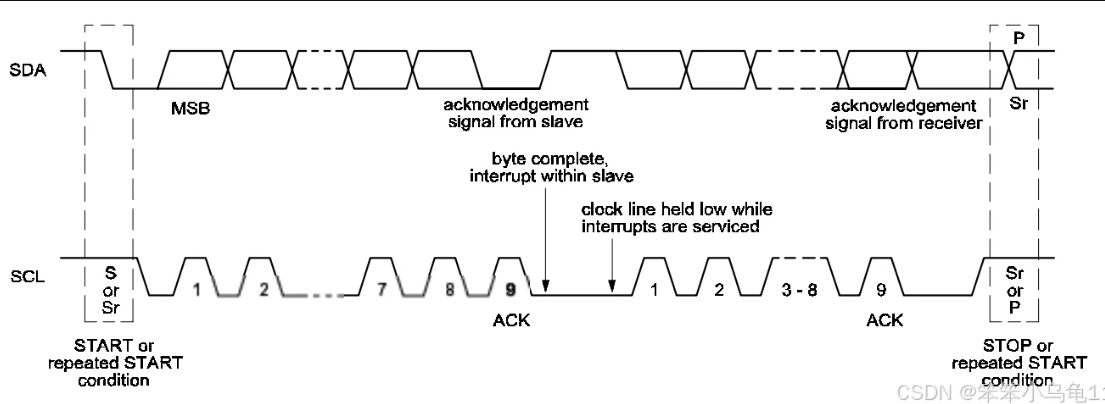 P
SDA
MSB
acknowledgement
signal from slave
acknowledgement
signal from receiver
Sr
byte complete,
interrupt within slave
clock line held low while
interrupts are serviced
SCL
S
or
Sr
1
2
7
8
9
1
2
3 - 8
9
Sr
or
P
ACK
ACK
START or
repeated START
condition
STOP or
repeated START
condition
CSDN @笨笨小乌龟11